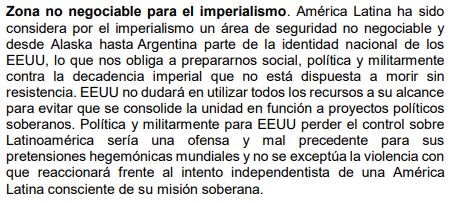 Zona no negociable para el imperialismo. América Latina ha sido
considera por el imperialismo un área de seguridad no negociable y
desde Alaska hasta Argentina parte de la identidad nacional de los
EEUU, lo que nos obliga a prepararnos social, política y militarmente
contra la decadencia imperial que no está dispuesta a morir sin
resistencia. EEUU no dudará en utilizar todos los recursos a su alcance
para evitar que se consolide la unidad en función a proyectos políticos
soberanos. Política y militarmente para EEUU perder el control sobre
Latinoamérica sería una ofensa y mal precedente para sus
pretensiones hegemónicas mundiales y no se exceptúa la violencia con
que reaccionará frente al intento independentista de una América
Latina consciente de su misión soberana.